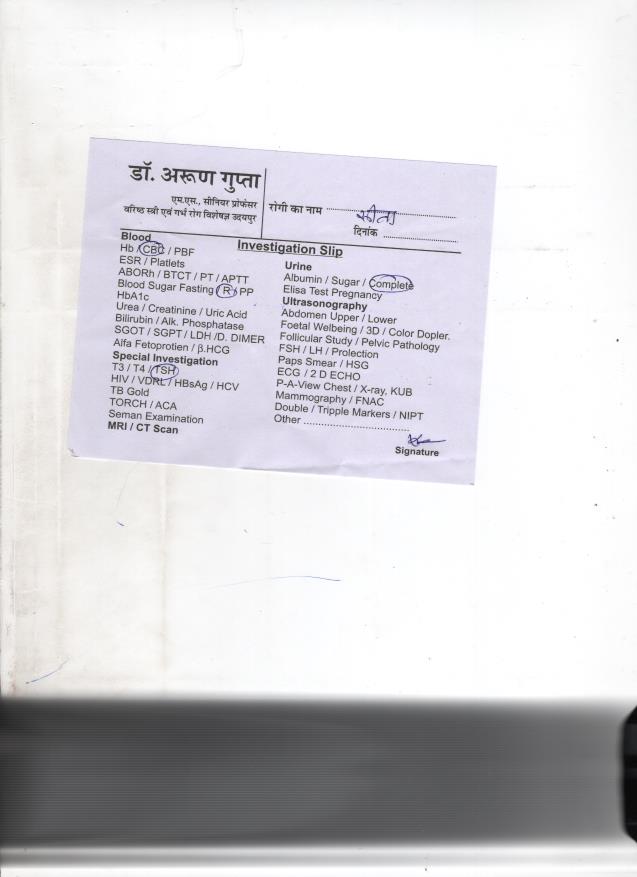 डॉ. अरूण गुप्ता
एम.एस., सीनियर प्रोफेसर
वरिष्ठ स्त्री एवं गर्भ रोग विशेषज्ञ उदयपुर
रोगी का नाम
दिनांक
Investigation Slip
Blood
Hb / CBC / PBF
ESR / Platlets
ABORh / BTCT / PT / APTT
Blood Sugar Fasting / R / PP
HbA1c
Urea / Creatinine / Uric Acid
Bilirubin / Alk. Phosphatase
SGOT / SGPT / LDH /D. DIMER
Alfa Fetoprotien / β.HCG
Special Investigation
T3 / T4 / TSH
HIV / VDRL / HBsAg / HCV
TB Gold
TORCH / ACA
Seman Examination
MRI / CT Scan
Urine
Albumin / Sugar / Complete
Elisa Test Pregnancy
Ultrasonography
Abdomen Upper / Lower
Foetal Welbeing / 3D / Color Dopler.
Follicular Study / Pelvic Pathology
FSH / LH / Prolection
Paps Smear / HSG
ECG / 2 D ECHO
P-A-View Chest / X-ray, KUB
Mammography / FNAC
Double / Tripple Markers / NIPT
Other ....................................
Signature